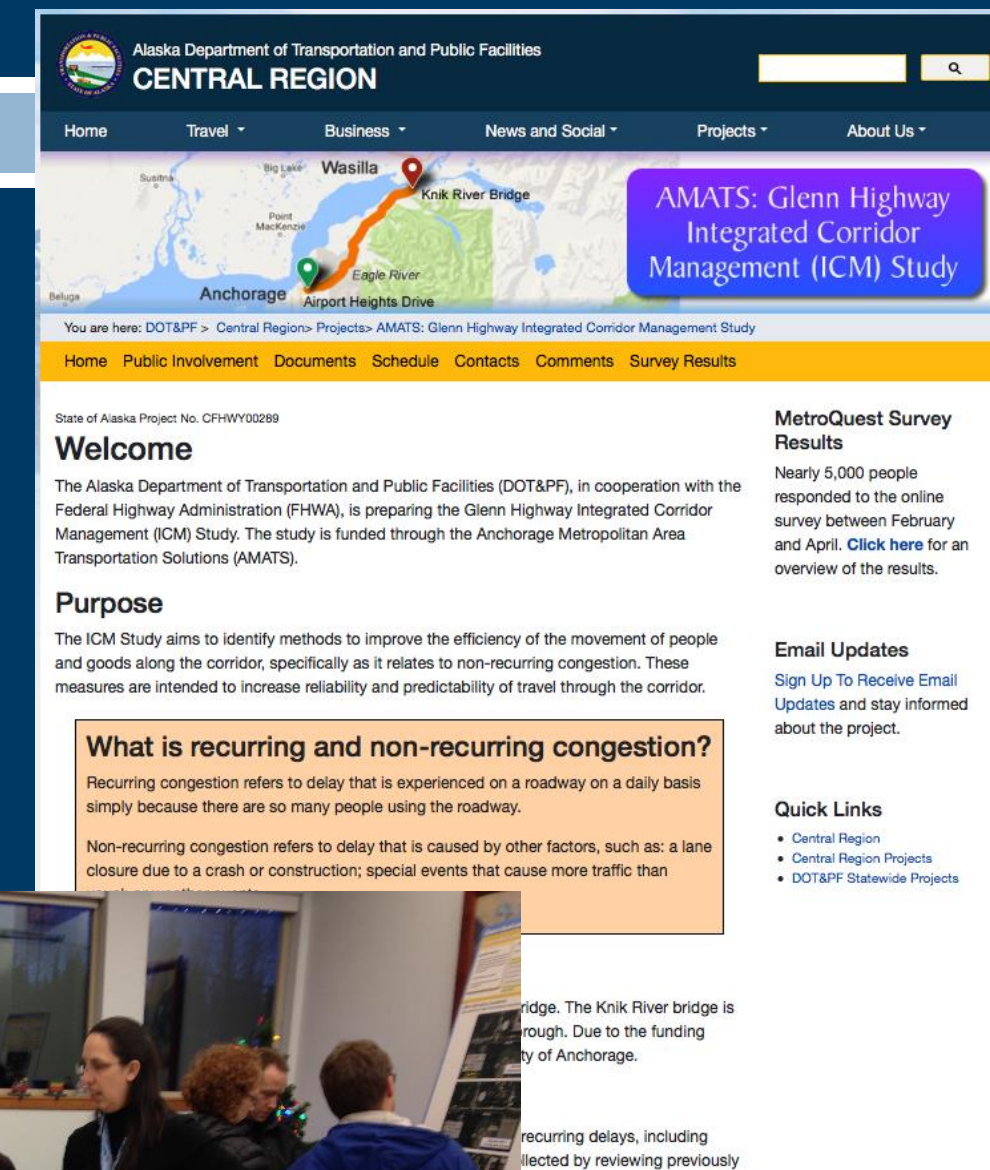 Alaska Department of Transportation and Public Facilities
CENTRAL REGION
Home Travel Business News and Social Projects About Us
Susitna
Big Lake
Wasilla
Knik River Bridge
Point
MacKenzie
Eagle River
Beluga
Anchorage
Airport Heights Drive
AMATS: Glenn Highway
Integrated Corridor
Management (ICM) Study
You are here: DOT&PF > Central Region> Projects> AMATS: Glenn Highway Integrated Corridor Management Study
Home Public Involvement Documents Schedule Contacts Comments Survey Results
State of Alaska Project No. CFHWY00289
Welcome
The Alaska Department of Transportation and Public Facilities (DOT&PF), in cooperation with the
Federal Highway Administration (FHWA), is preparing the Glenn Highway Integrated Corridor
Management (ICM) Study. The study is funded through the Anchorage Metropolitan Area
Transportation Solutions (AMATS).
Purpose
The ICM Study aims to identify methods to improve the efficiency of the movement of people
and goods along the corridor, specifically as it relates to non-recurring congestion. These
measures are intended to increase reliability and predictability of travel through the corridor.
What is recurring and non-recurring congestion?
Recurring congestion refers to delay that is experienced on a roadway on a daily basis
simply because there are so many people using the roadway.
Non-recurring congestion refers to delay that is caused by other factors, such as: a lane
closure due to a crash or construction; special events that cause more traffic than
ridge. The Knik River bridge is
rough. Due to the funding
ty of Anchorage.
recurring delays, including
llected by reviewing previously
MetroQuest Survey
Results
Nearly 5,000 people
responded to the online
survey between February
and April. Click here for an
overview of the results.
Email Updates
Sign Up To Receive Email
Updates and stay informed
about the project.
Quick Links
• Central Region
• Central Region Projects
• DOT&PF Statewide Projects